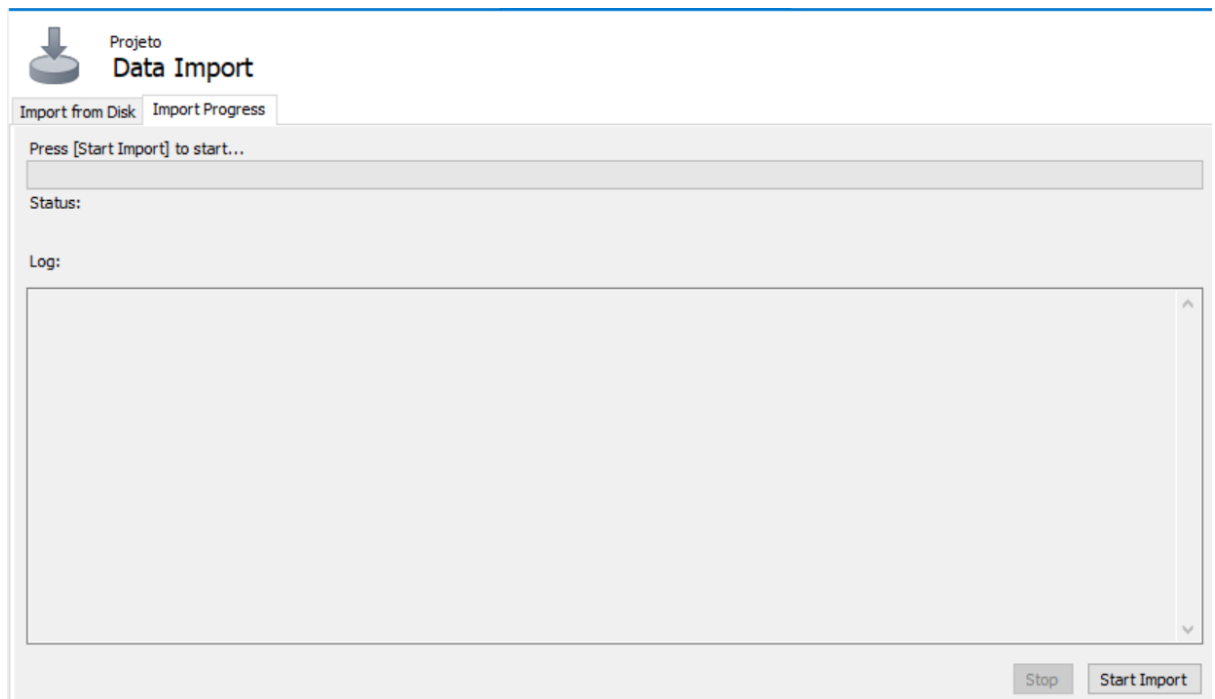 Projeto
Data Import
Import from Disk Import Progress
Press [Start Import] to start...
Status:
Log:
Stop Start Import